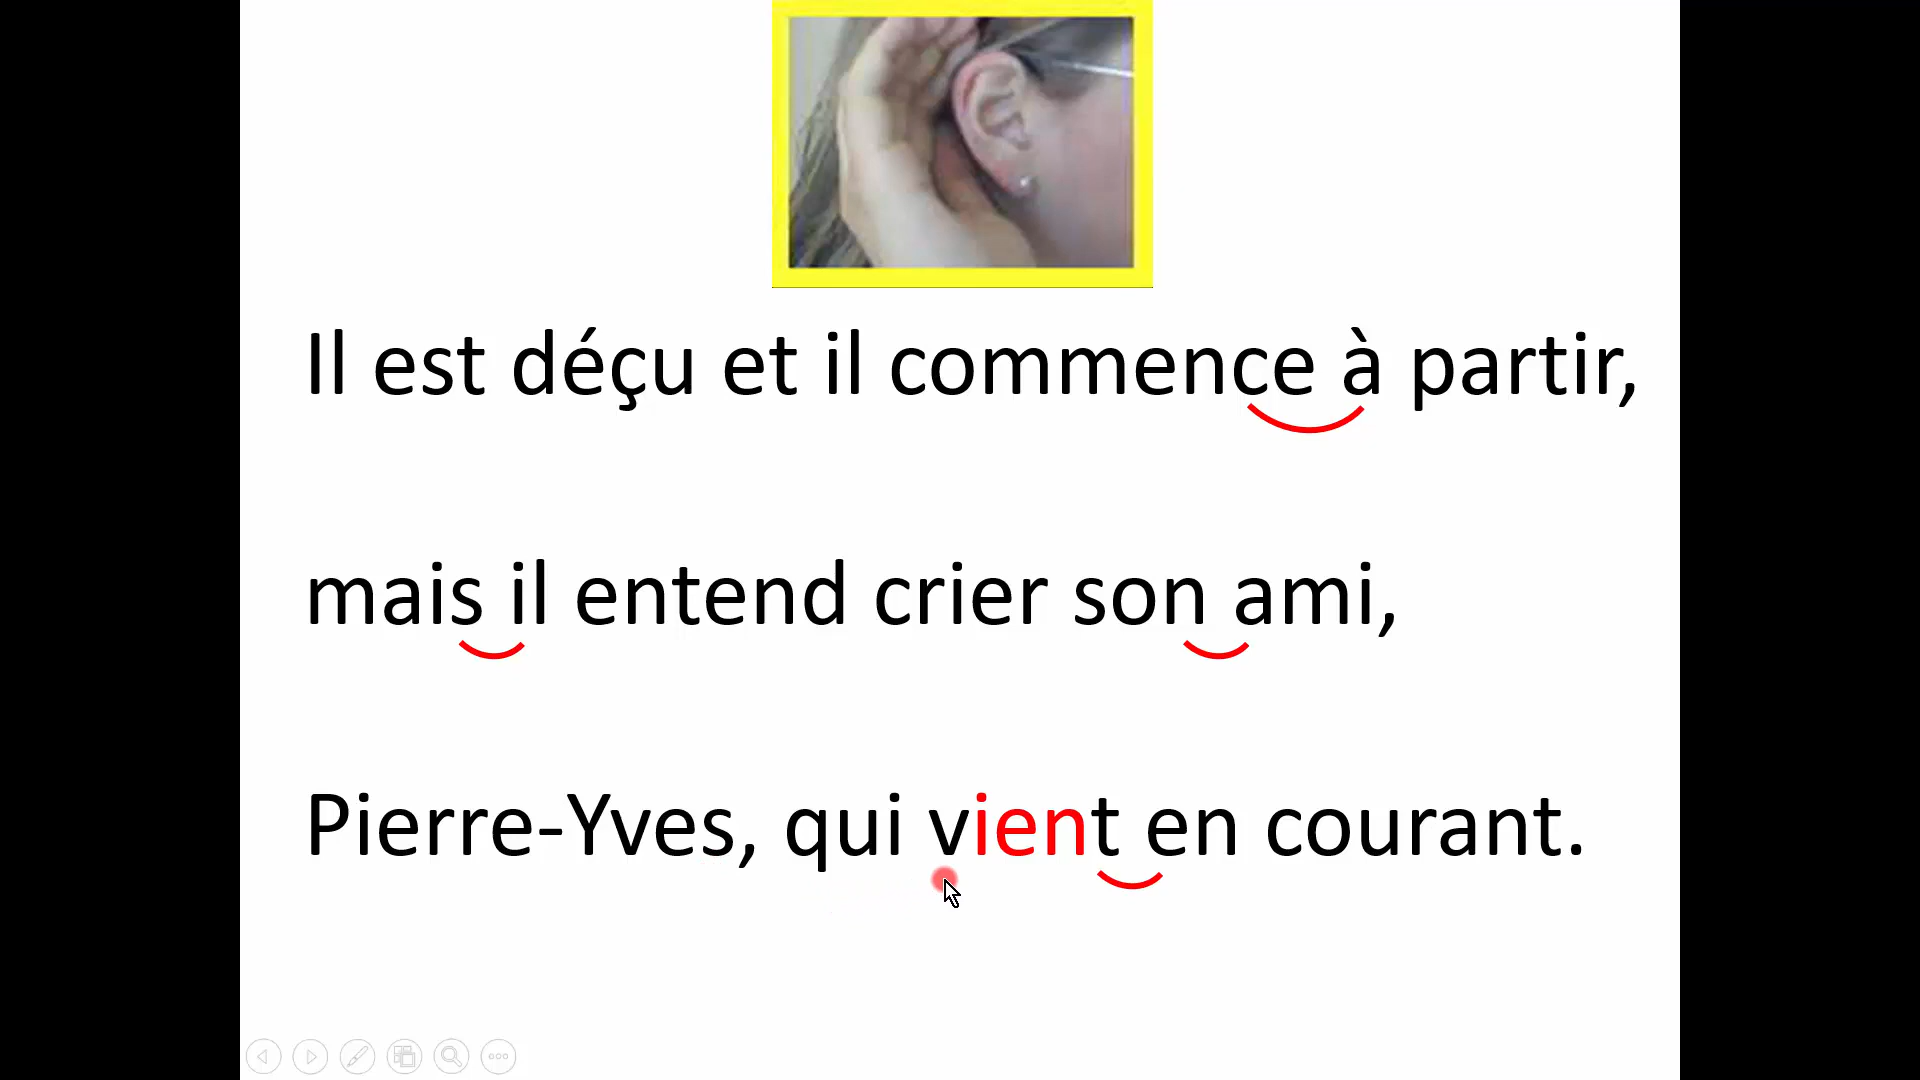 Il est déçu et il commence à partir,
mais il entend crier son ami,
Pierre-Yves, qui vient en courant.